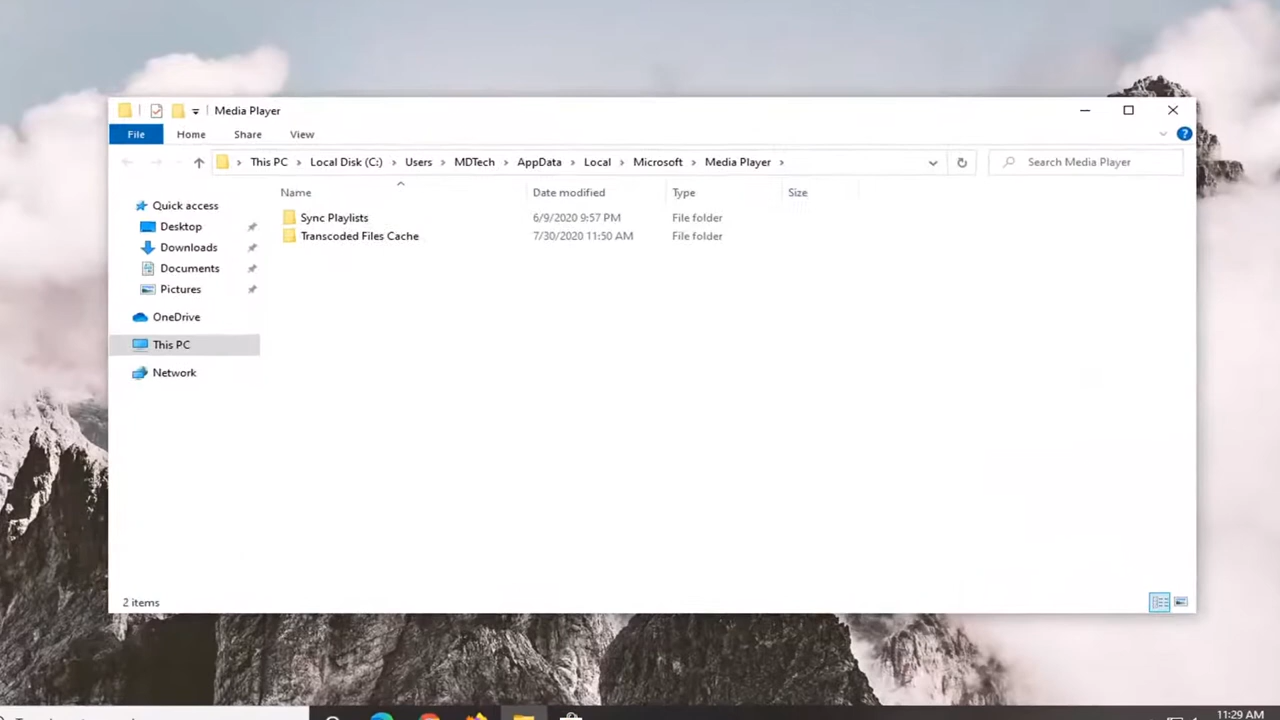 Media Player
File Home Share View
This PC Local Disk (C:) Users MDTech AppData Local Microsoft Media Player
Search Media Player
Name Date modified Type Size
Quick access
Sync Playlists 6/9/2020 9:57 PM File folder
Desktop
Transcoded Files Cache 7/30/2020 11:50 AM File folder
Downloads
Documents
Pictures
OneDrive
This PC
Network
2 items
11:29 AM